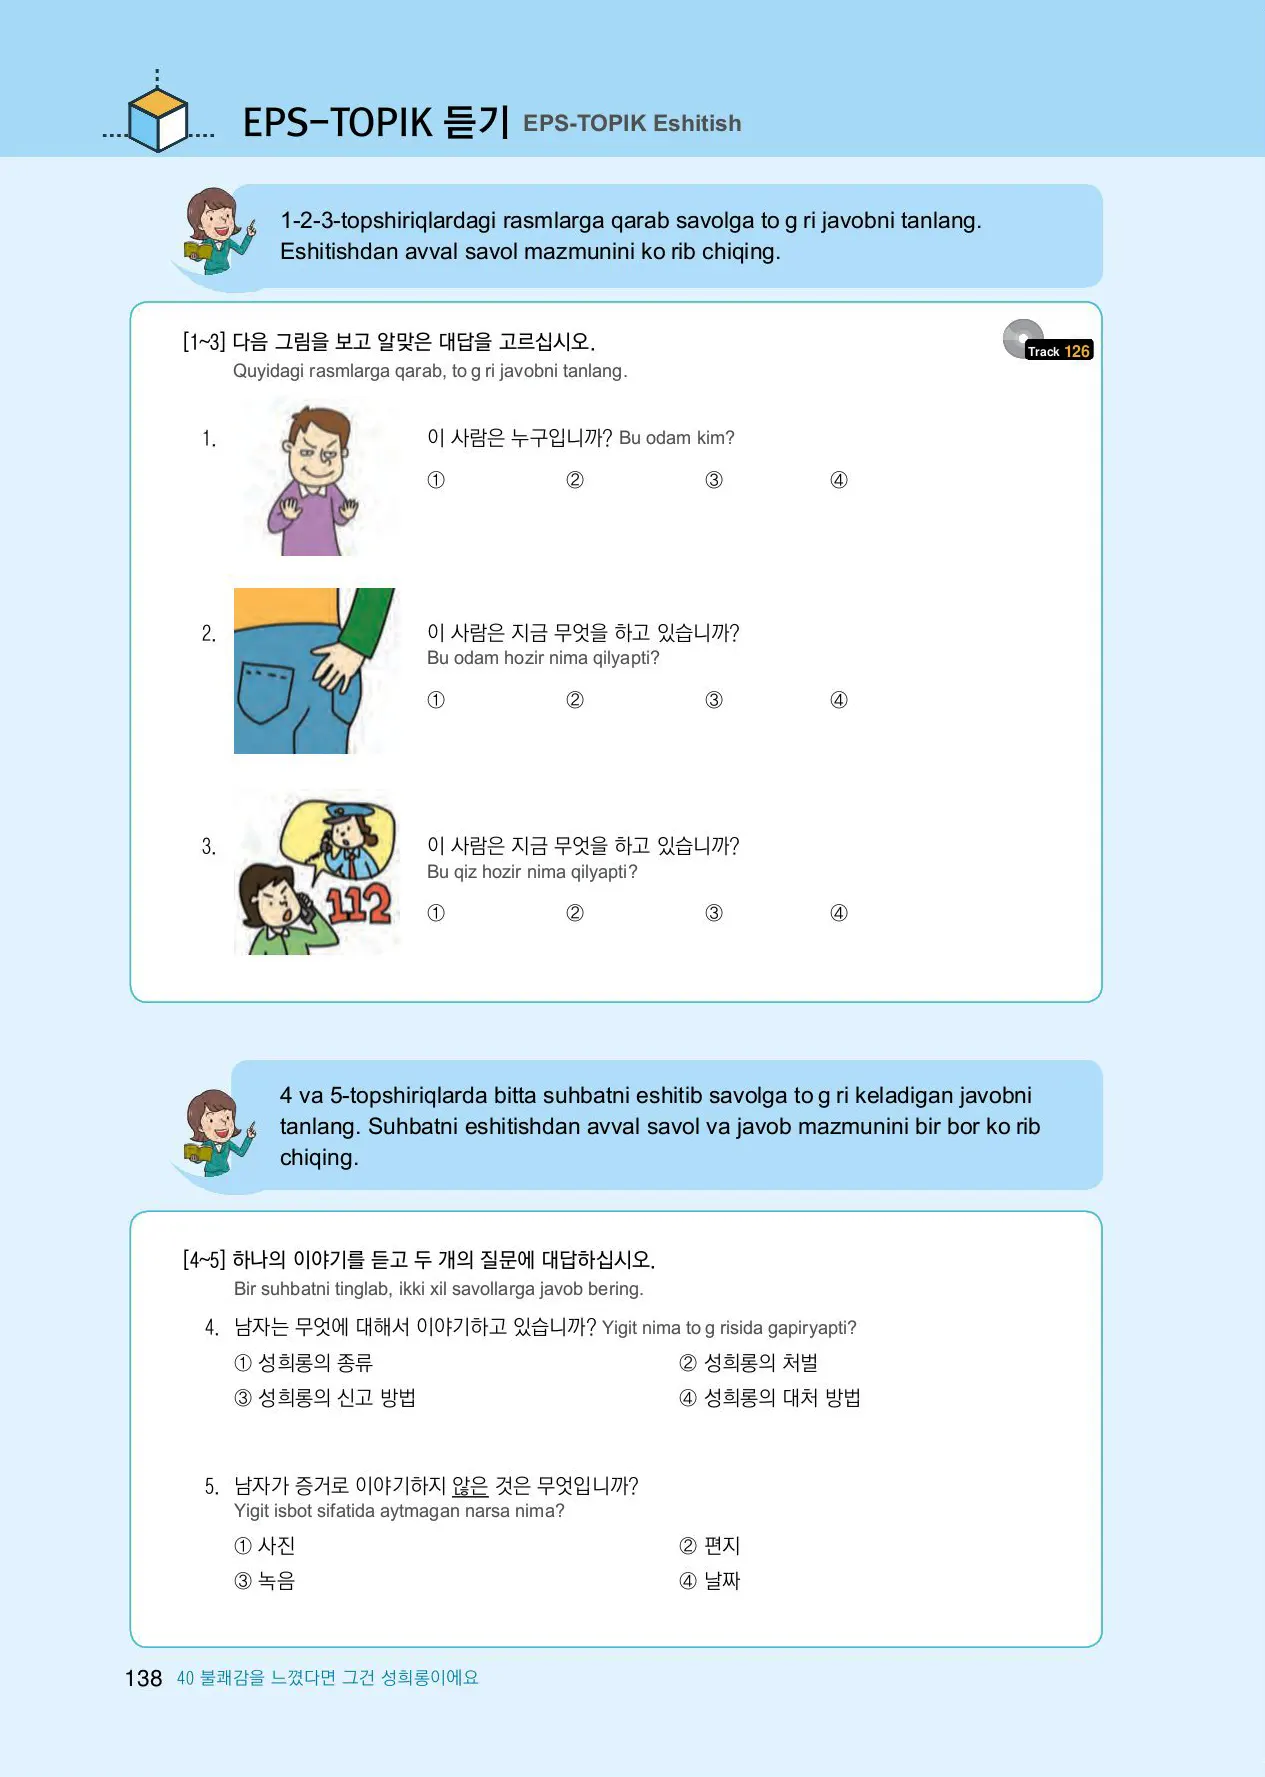 EPS-TOPIK 듣기 EPS-TOPIK Eshitish
1-2-3-topshiriqlardagi rasmlarga qarab savolga to g ri javobni tanlang.
Eshitishdan avval savol mazmunini ko rib chiqing.
[1~3] 다음 그림을 보고 알맞은 대답을 고르십시오.
Track 126
Quyidagi rasmlarga qarab, to g ri javobni tanlang.
1. 이 사람은 누구입니까? Bu odam kim?
① ② ③ ④
2. 이 사람은 지금 무엇을 하고 있습니까?
Bu odam hozir nima qilyapti?
① ② ③ ④
3. 이 사람은 지금 무엇을 하고 있습니까?
Bu qiz hozir nima qilyapti?
112
① ② ③ ④
4 va 5-topshiriqlarda bitta suhbatni eshitib savolga to g ri keladigan javobni
tanlang. Suhbatni eshitishdan avval savol va javob mazmunini bir bor ko rib
chiqing.
[4~5] 하나의 이야기를 듣고 두 개의 질문에 대답하십시오.
Bir suhbatni tinglab, ikki xil savollarga javob bering.
4. 남자는 무엇에 대해서 이야기하고 있습니까? Yigit nima to g risida gapiryapti?
① 성희롱의 종류 ② 성희롱의 처벌
③ 성희롱의 신고 방법 ④ 성희롱의 대처 방법
5. 남자가 증거로 이야기하지 않은 것은 무엇입니까?
Yigit isbot sifatida aytmagan narsa nima?
① 사진 ② 편지
③ 녹음 ④ 날짜
138 40 불쾌감을 느꼈다면 그건 성희롱이에요